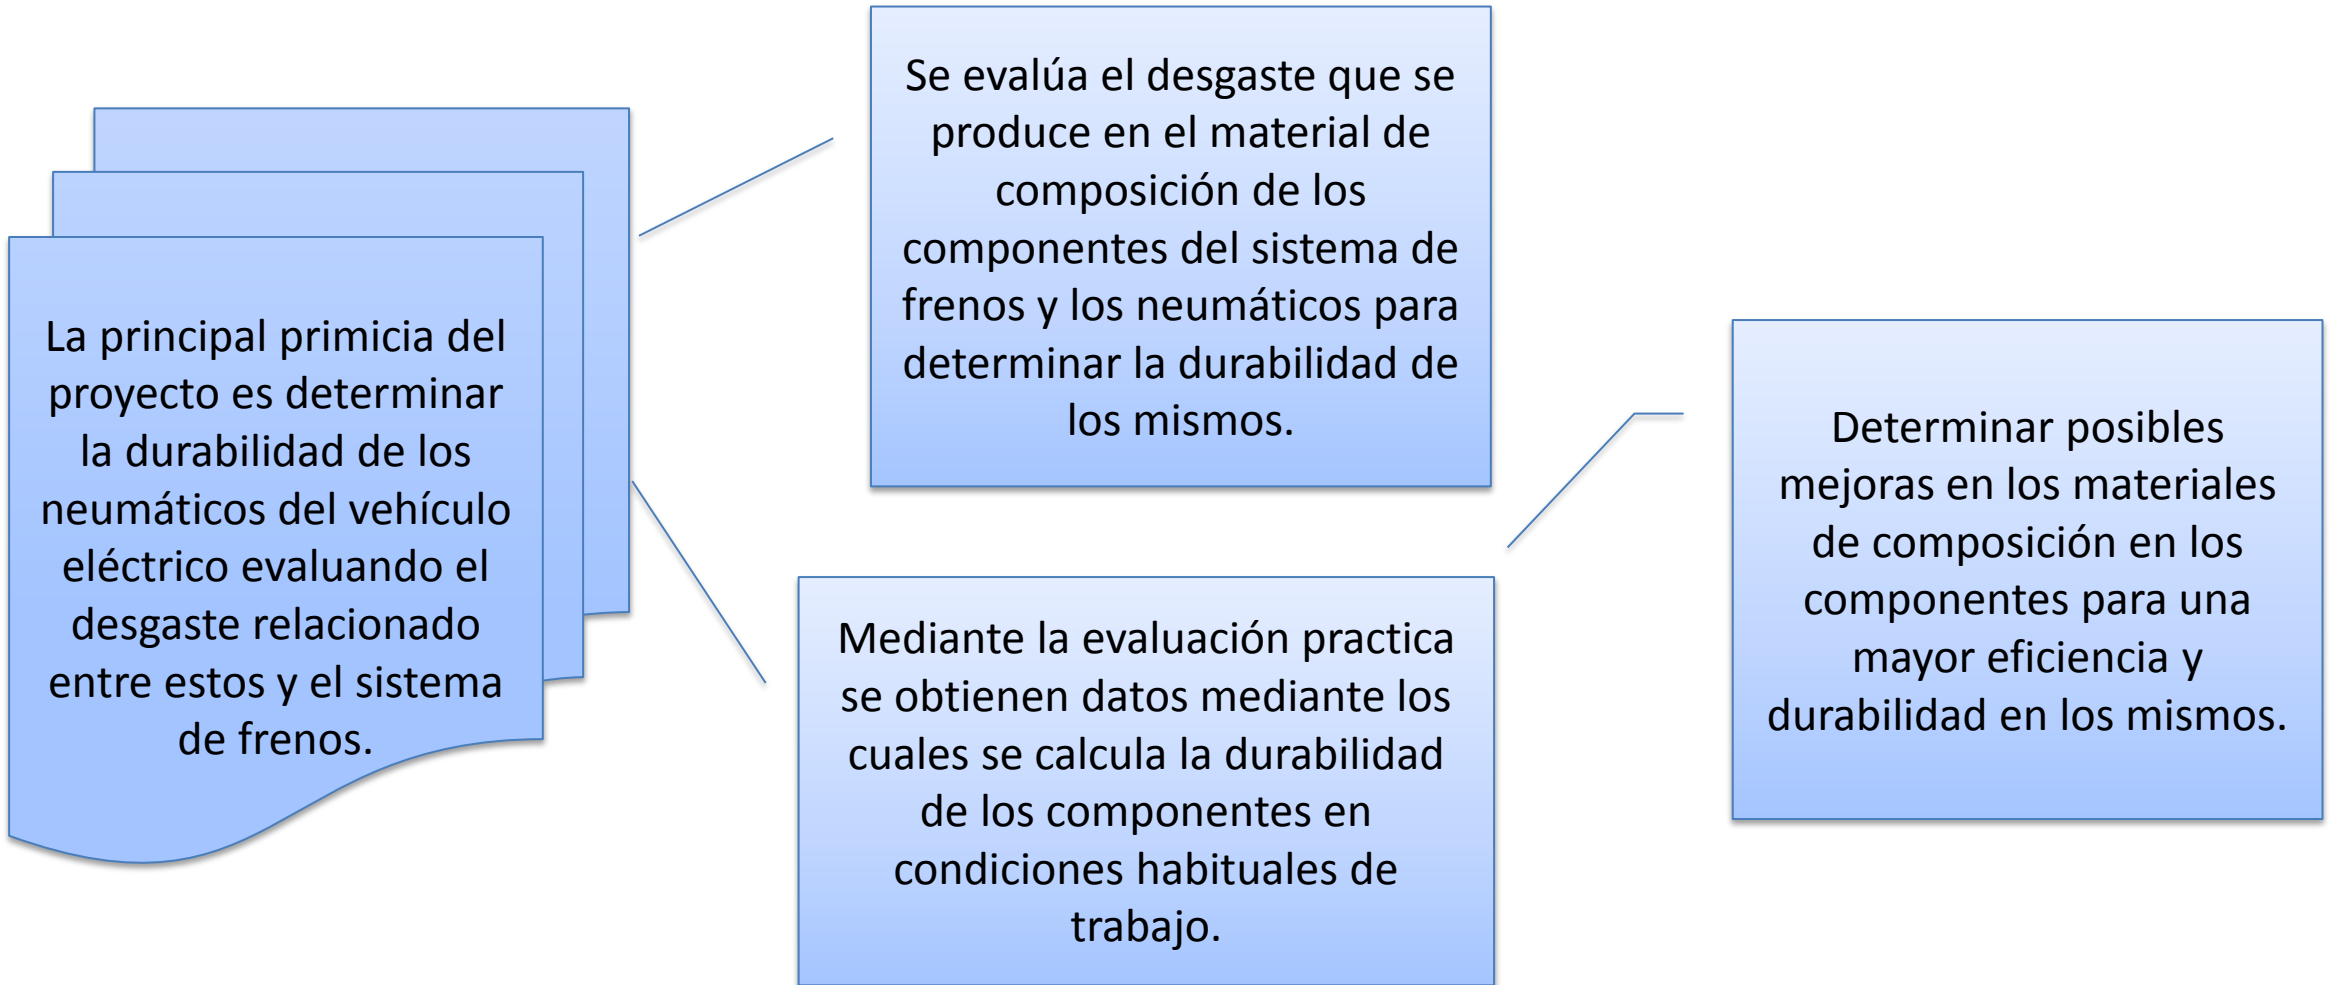 La principal primicia del
proyecto es determinar
la durabilidad de los
neumáticos del vehículo
eléctrico evaluando el
desgaste relacionado
entre estos y el sistema
de frenos.
Se evalúa el desgaste que se
produce en el material de
composición de los
componentes del sistema de
frenos y los neumáticos para
determinar la durabilidad de
los mismos.
Mediante la evaluación practica
se obtienen datos mediante los
cuales se calcula la durabilidad
de los componentes en
condiciones habituales de
trabajo.
Determinar posibles
mejoras en los materiales
de composición en los
componentes para una
mayor eficiencia y
durabilidad en los mismos.